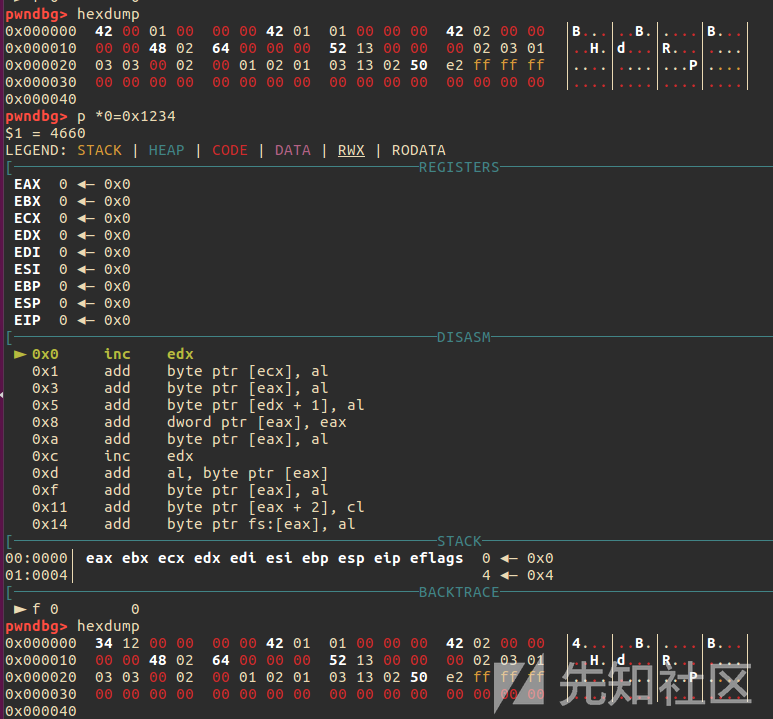 pwndbg> hexdump
0x000000  42 00 01 00  00 00 42 01  01 00 00 00  42 02 00 00  |B...|..B.|....|B...|
0x000010  00 00 48 02  64 00 00 00  52 13 00 00  00 02 03 01  |..H.|d...|R...|....|
0x000020  03 03 00 02  00 01 02 01  03 13 02 50  e2 ff ff ff  |....|....|...P|....|
0x000030  00 00 00 00  00 00 00 00  00 00 00 00  00 00 00 00  |....|....|....|....|
0x000040
pwndbg> p *0=0x1234
$1 = 4660
LEGEND: STACK | HEAP | CODE | DATA | RWX | RODATA
[ REGISTERS
EAX  0 ◂— 0x0
EBX  0 ◂— 0x0
ECX  0 ◂— 0x0
EDX  0 ◂— 0x0
EDI  0 ◂— 0x0
ESI  0 ◂— 0x0
EBP  0 ◂— 0x0
ESP  0 ◂— 0x0
EIP  0 ◂— 0x0
[ DISASM
► 0x0     inc    edx
0x1     add    byte ptr [ecx], al
0x3     add    byte ptr [eax], al
0x5     add    byte ptr [edx + 1], al
0x8     add    dword ptr [eax], eax
0xa     add    byte ptr [eax], al
0xc     inc    edx
0xd     add    al, byte ptr [eax]
0xf     add    byte ptr [eax], al
0x11    add    byte ptr [eax + 2], cl
0x14    add    byte ptr fs:[eax], al
[ STACK
00:0000│ eax ebx ecx edx edi esi ebp esp eip eflags  0 ◂— 0x0
01:0004│ 4 ◂— 0x4
[ BACKTRACE
► f 0        0
pwndbg> hexdump
0x000000  34 12 00 00  00 00 42 01  01 00 00 00  42 02 00 00  |4...|..B.|....|B...|
0x000010  00 00 48 02  64 00 00 00  52 13 00 00  00 02 03 01  |..H.|d...|R...|....|
0x000020  03 03 00 02  00 01 02 01  03 13 02 50  e2 ff ff ff  |....|....|...P|....|
0x000030  00 00 00 00  00 00 00 00  00 00 00 00  00 00 00 00  |....|....|....|....|
0x000040
先知社区